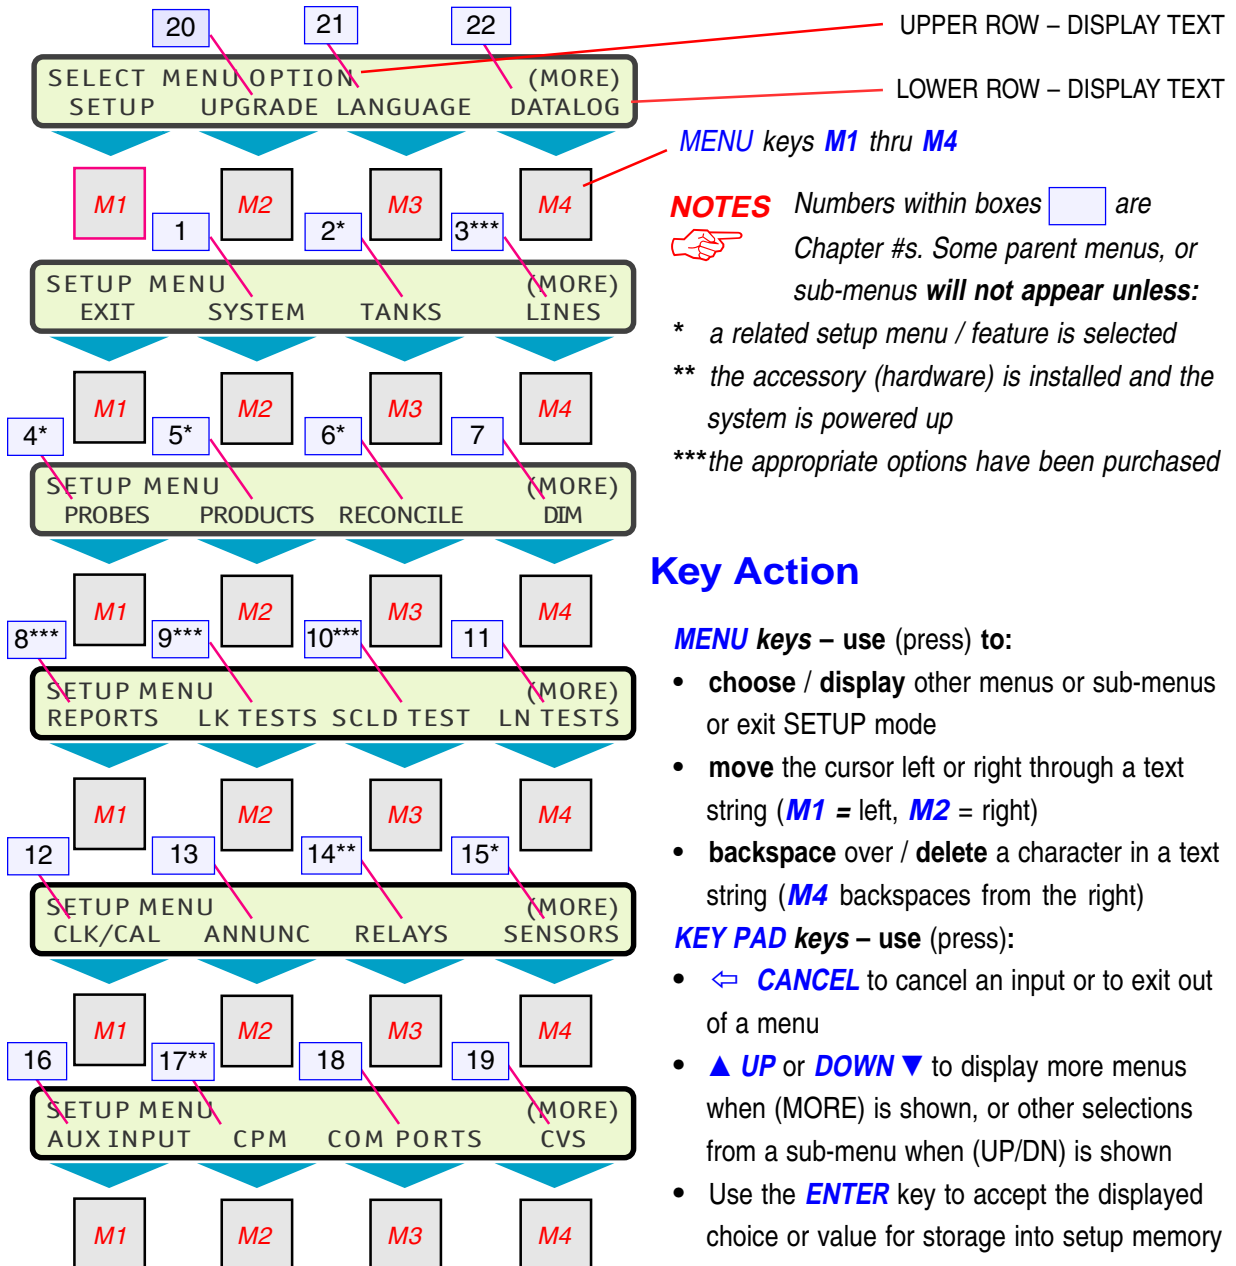 20 21 22
UPPER ROW – DISPLAY TEXT
SELECT MENU OPTION (MORE)
SETUP UPGRADE LANGUAGE DATALOG
LOWER ROW – DISPLAY TEXT
MENU keys M1 thru M4
M1 M2 M3 M4
1 2* 3***
SETUP MENU (MORE)
EXIT SYSTEM TANKS LINES
M1 M2 M3 M4
4* 5* 6* 7
SETUP MENU (MORE)
PROBES PRODUCTS RECONCILE DIM
M1 M2 M3 M4
8*** 9*** 10*** 11
SETUP MENU (MORE)
REPORTS LK TESTS SCLD TEST LN TESTS
M1 M2 M3 M4
12 13 14** 15*
SETUP MENU (MORE)
CLK/CAL ANNUNC RELAYS SENSORS
M1 M2 M3 M4
16 17** 18 19
SETUP MENU (MORE)
AUX INPUT CPM COM PORTS CVS
M1 M2 M3 M4
NOTES Numbers within boxes are
Chapter #s. Some parent menus, or
sub-menus will not appear unless:
* a related setup menu / feature is selected
** the accessory (hardware) is installed and the
system is powered up
***the appropriate options have been purchased
Key Action
MENU keys – use (press) to:
• choose / display other menus or sub-menus
or exit SETUP mode
• move the cursor left or right through a text
string (M1 = left, M2 = right)
• backspace over / delete a character in a text
string (M4 backspaces from the right)
KEY PAD keys – use (press):
• ⇦ CANCEL to cancel an input or to exit out
of a menu
• ▲ UP or DOWN ▼ to display more menus
when (MORE) is shown, or other selections
from a sub-menu when (UP/DN) is shown
• Use the ENTER key to accept the displayed
choice or value for storage into setup memory